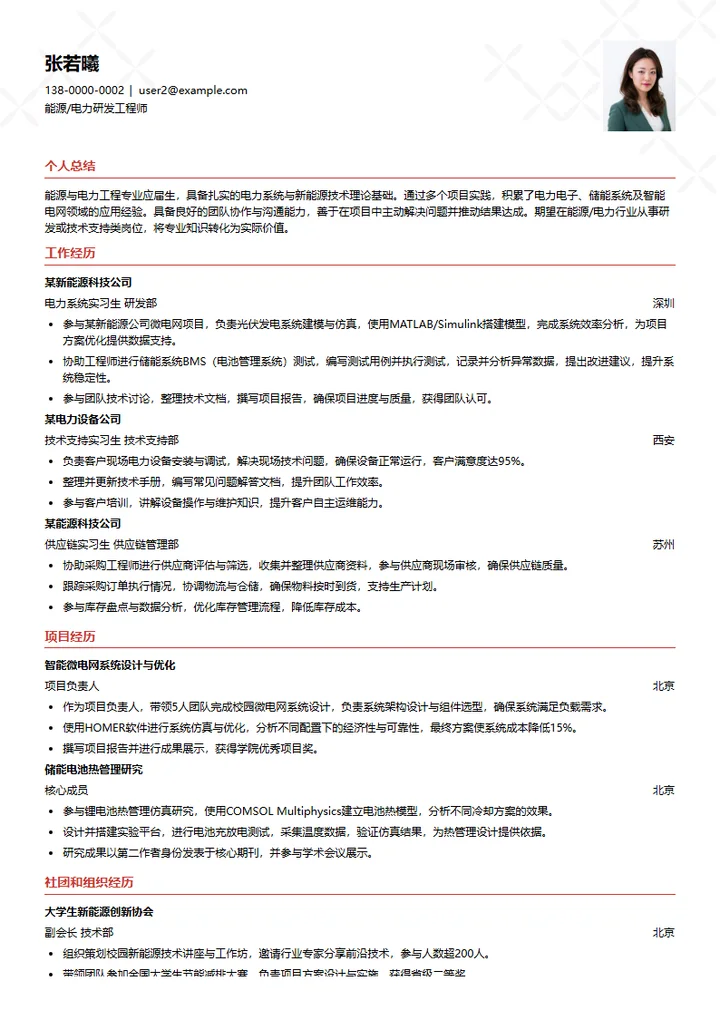 张若曦
138-0000-0002 | user2@example.com
能源/电力研发工程师
个人总结
能源与电力工程专业应届生，具备扎实的电力系统与新能源技术理论基础。通过多个项目实践，积累了电力电子、储能系统及智能
电网领域的应用经验。具备良好的团队协作与沟通能力，善于在项目中主动解决问题并推动结果达成。期望在能源/电力行业从事研
发或技术支持类岗位，将专业知识转化为实际价值。
工作经历
某新能源科技公司
电力系统实习生 研发部 深圳
• 参与某新能源公司微电网项目，负责光伏发电系统建模与仿真，使用MATLAB/Simulink搭建模型，完成系统效率分析，为项目
方案优化提供数据支持。
• 协助工程师进行储能系统BMS（电池管理系统）测试，编写测试用例并执行测试，记录并分析异常数据，提出改进建议，提升系
统稳定性。
• 参与团队技术讨论，整理技术文档，撰写项目报告，确保项目进度与质量，获得团队认可。
某电力设备公司
技术支持实习生 技术支持部 西安
• 负责客户现场电力设备安装与调试，解决现场技术问题，确保设备正常运行，客户满意度达95%。
• 整理并更新技术手册，编写常见问题解答文档，提升团队工作效率。
• 参与客户培训，讲解设备操作与维护知识，提升客户自主运维能力。
某能源科技公司
供应链实习生 供应链管理部 苏州
• 协助采购工程师进行供应商评估与筛选，收集并整理供应商资料，参与供应商现场审核，确保供应链质量。
• 跟踪采购订单执行情况，协调物流与仓储，确保物料按时到货，支持生产计划。
• 参与库存盘点与数据分析，优化库存管理流程，降低库存成本。
项目经历
智能微电网系统设计与优化
项目负责人 北京
• 作为项目负责人，带领5人团队完成校园微电网系统设计，负责系统架构设计与组件选型，确保系统满足负载需求。
• 使用HOMER软件进行系统仿真与优化，分析不同配置下的经济性与可靠性，最终方案使系统成本降低15%。
• 撰写项目报告并进行成果展示，获得学院优秀项目奖。
储能电池热管理研究
核心成员 北京
• 参与锂电池热管理仿真研究，使用COMSOL Multiphysics建立电池热模型，分析不同冷却方案的效果。
• 设计并搭建实验平台，进行电池充放电测试，采集温度数据，验证仿真结果，为热管理设计提供依据。
• 研究成果以第二作者身份发表于核心期刊，并参与学术会议展示。
社团和组织经历
大学生新能源创新协会
副会长 技术部 北京
• 组织策划校园新能源技术讲座与工作坊，邀请行业专家分享前沿技术，参与人数超200人。
• 带领团队参加全国大学生节能减排大赛，负责项目方案设计与实施，获得省级二等奖